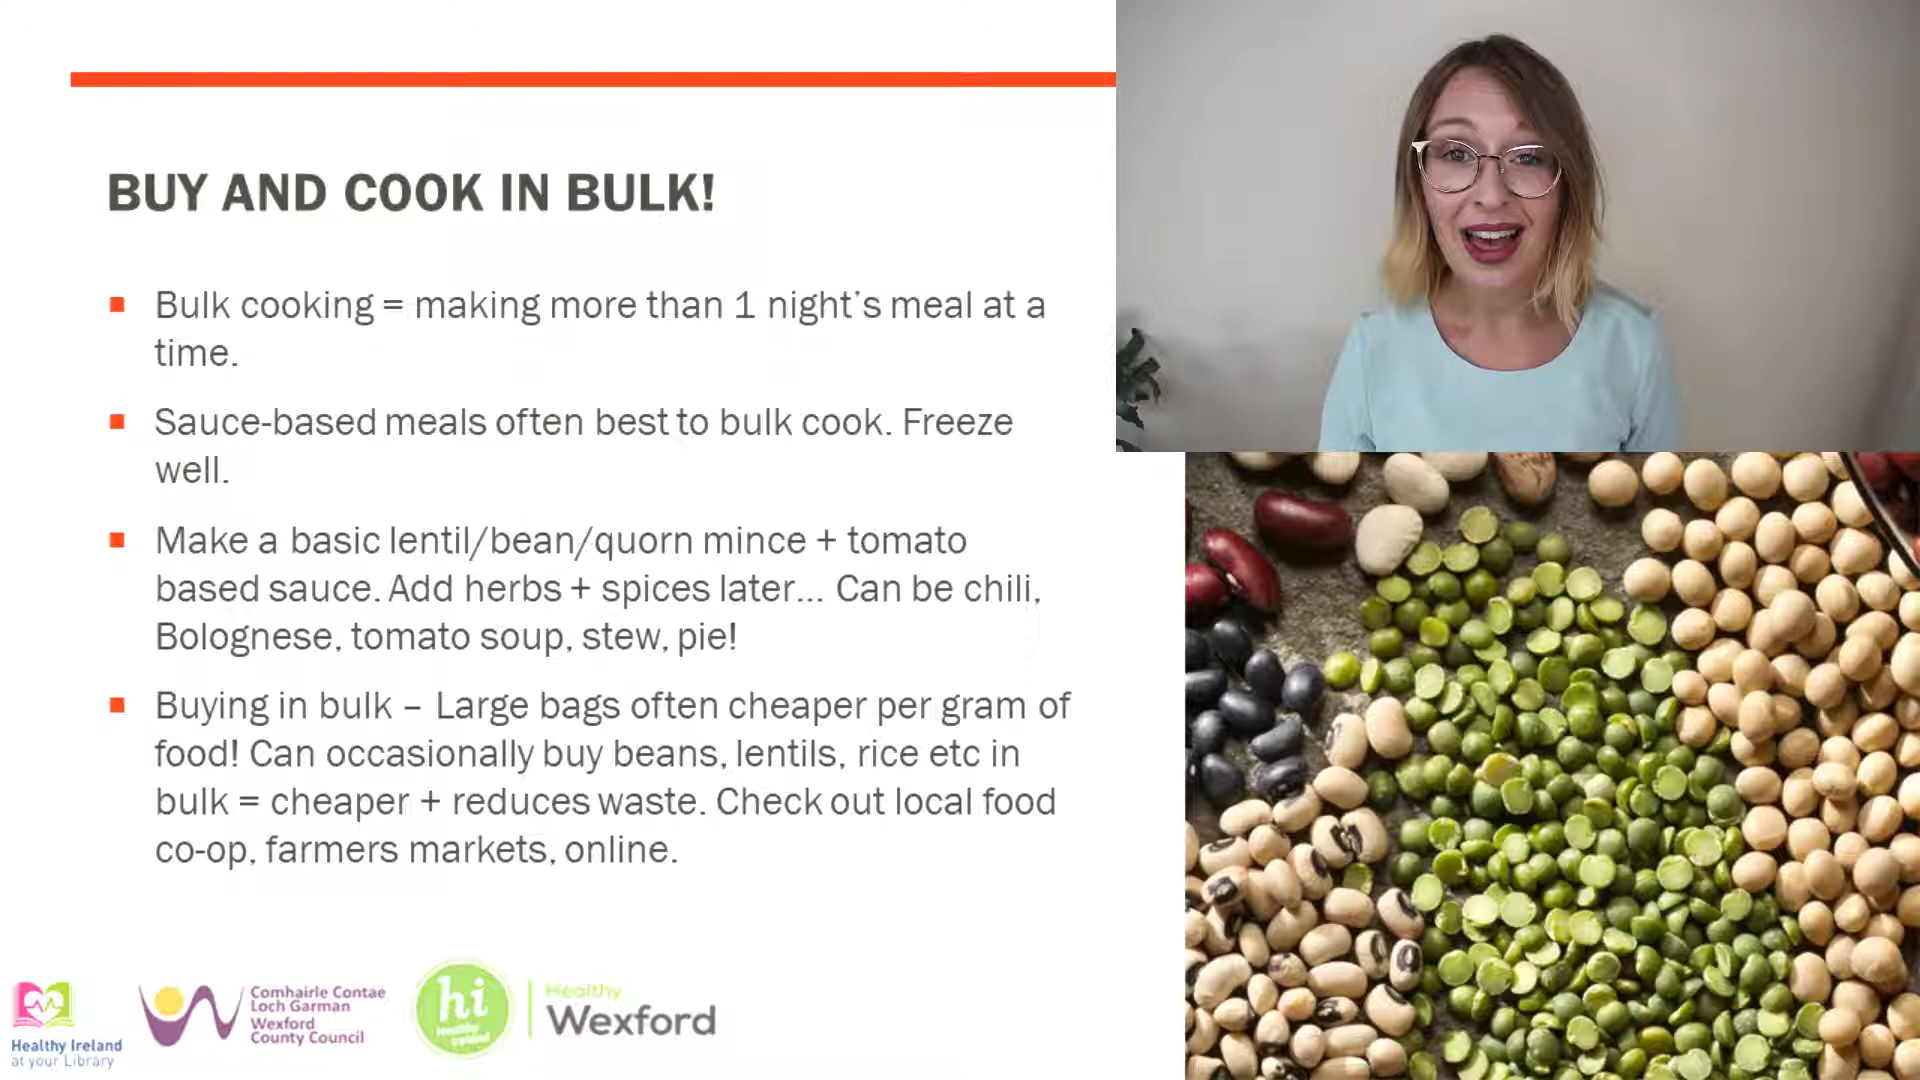 BUY AND COOK IN BULK!
Bulk cooking = making more than 1 night's meal at a
time.
Sauce-based meals often best to bulk cook. Freeze
well.
Make a basic lentil/bean/quorn mince + tomato
based sauce. Add herbs + spices later... Can be chili,
Bolognese, tomato soup, stew, pie!
Buying in bulk – Large bags often cheaper per gram of
food! Can occasionally buy beans, lentils, rice etc in
bulk = cheaper + reduces waste. Check out local food
co-op, farmers markets, online.
Healthy Ireland
at your Library
Comhairle Contae
Loch Garman
Wexford
County Council
hi
Healthy
Ireland
Healthy
Wexford